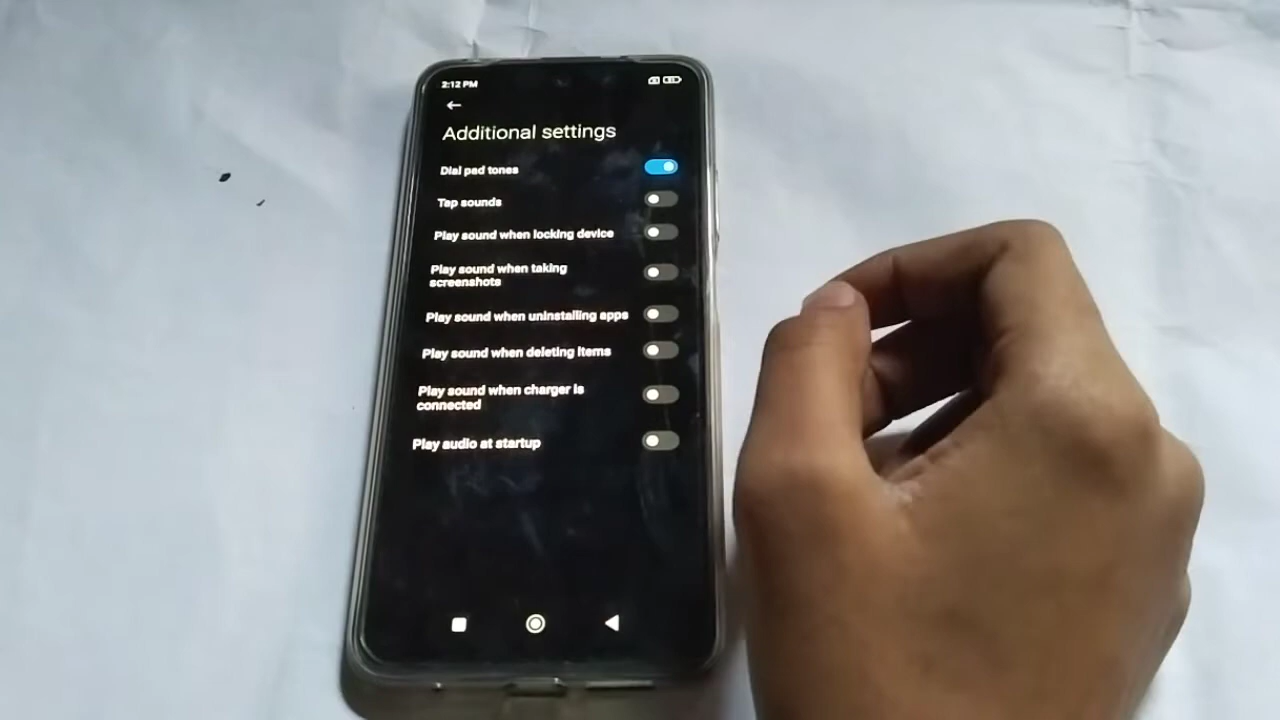 2:12 PM
Additional settings
Dial pad tones
Tap sounds
Play sound when locking device
Play sound when taking
screenshots
Play sound when uninstalling apps
Play sound when deleting items
Play sound when charger is
connected
Play audio at startup